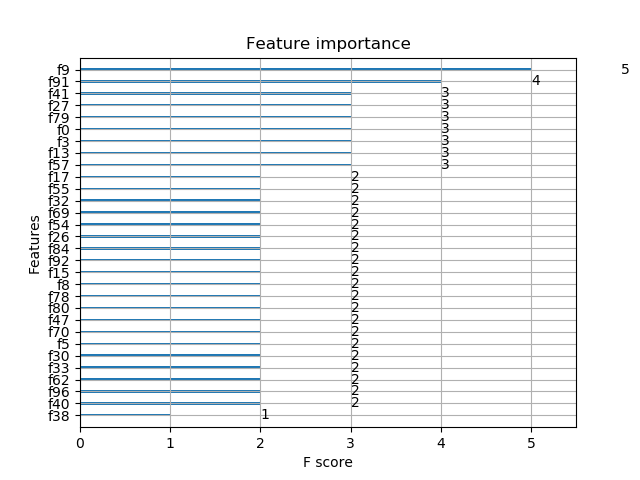 Feature importance
f9 5
f91 4
f41 3
f27 3
f79 3
f0 3
f3 3
f13 3
f57 3
f17 2
f55 2
f32 2
f69 2
f54 2
f26 2
f84 2
f92 2
f15 2
f8 2
f78 2
f80 2
f47 2
f70 2
f5 2
f30 2
f33 2
f62 2
f96 2
f40 2
f38 1
Features
0 1 2 3 4 5
F score